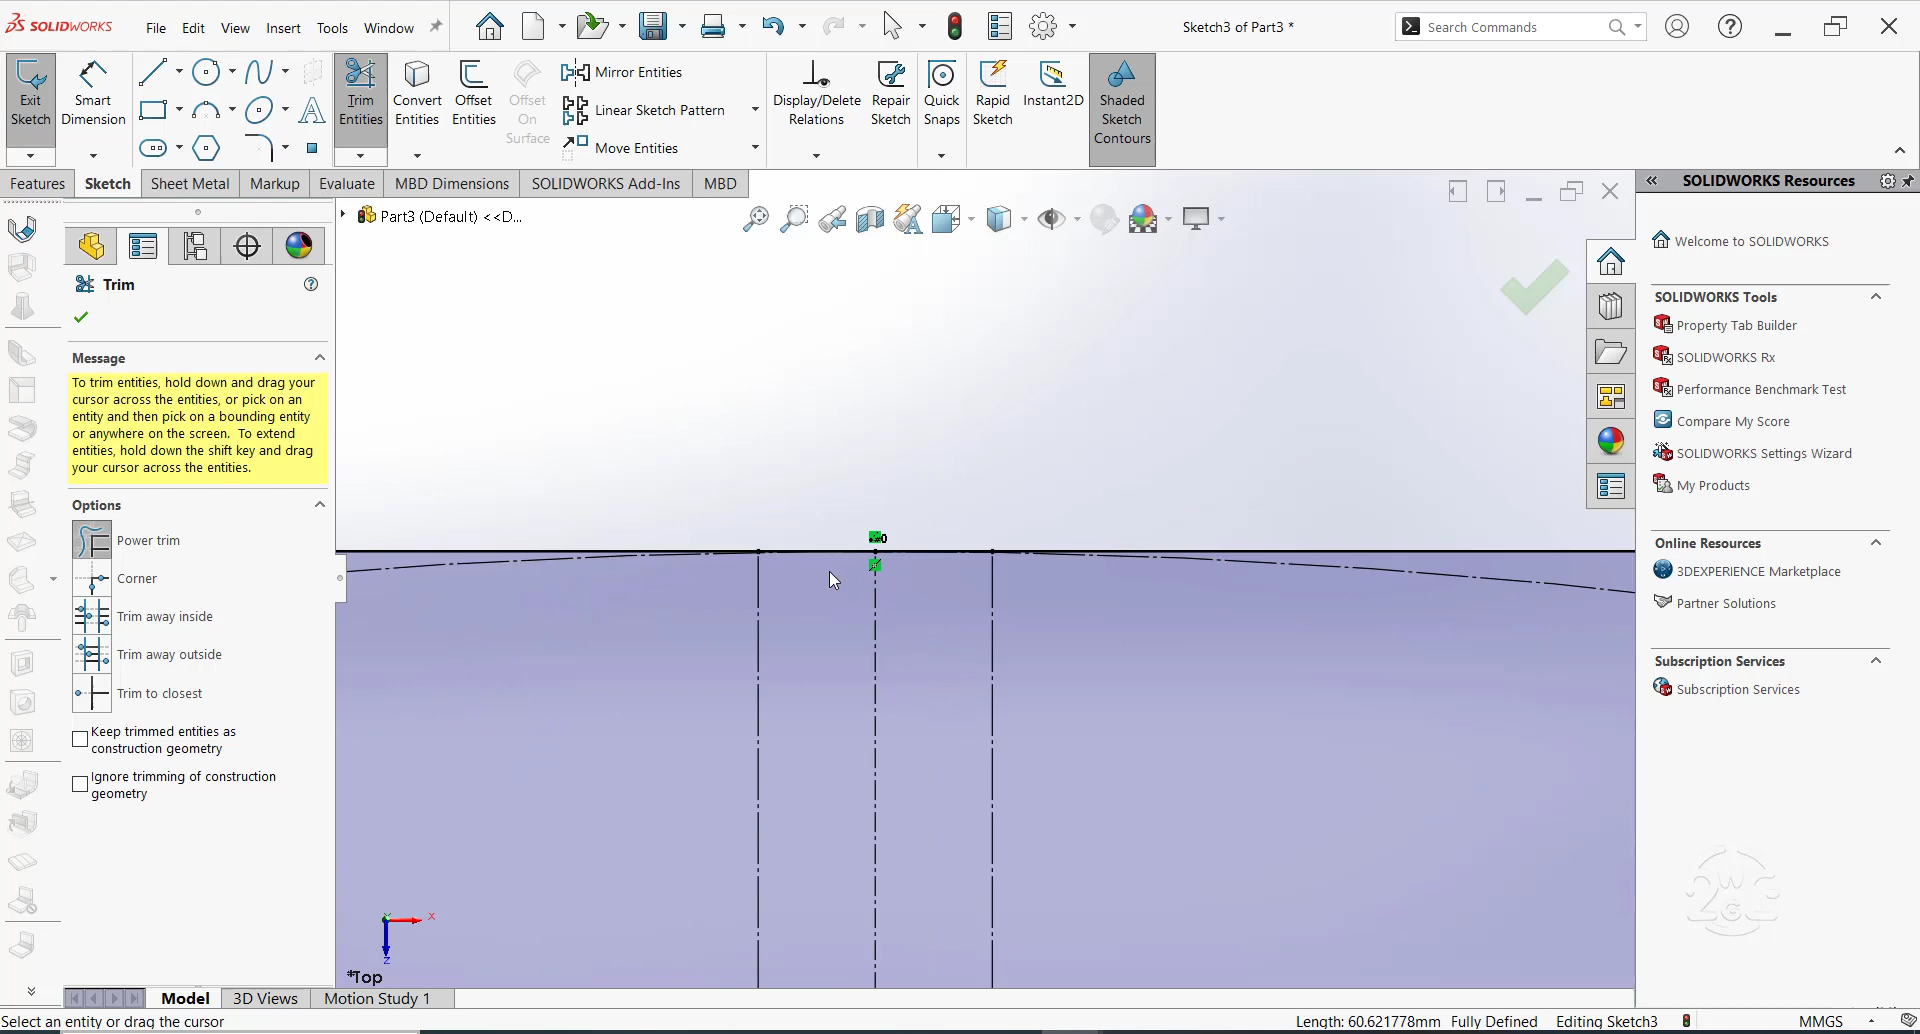 SOLIDWORKS
File
Edit
View
Insert
Tools
Window
Sketch3 of Part3 *
Search Commands
Exit
Sketch
Smart
Dimension
Trim
Entities
Convert
Entities
Offset
Entities
Offset
On
Surface
Mirror Entities
Linear Sketch Pattern
Move Entities
Display/Delete
Relations
Repair
Sketch
Quick
Snaps
Rapid
Sketch
Instant2D
Shaded
Sketch
Contours
Features
Sketch
Sheet Metal
Markup
Evaluate
MBD Dimensions
SOLIDWORKS Add-Ins
MBD
SOLIDWORKS Resources
Part3 (Default) <<D...
Trim
Message
To trim entities, hold down and drag your
cursor across the entities, or pick on an
entity and then pick on a bounding entity
or anywhere on the screen. To extend
entities, hold down the shift key and drag
your cursor across the entities.
Options
Power trim
Corner
Trim away inside
Trim away outside
Trim to closest
Keep trimmed entities as
construction geometry
Ignore trimming of construction
geometry
0
X
Y
Z
*Top
Welcome to SOLIDWORKS
SOLIDWORKS Tools
Property Tab Builder
SOLIDWORKS Rx
Performance Benchmark Test
Compare My Score
SOLIDWORKS Settings Wizard
My Products
Online Resources
3DEXPERIENCE Marketplace
Partner Solutions
Subscription Services
Subscription Services
Model
3D Views
Motion Study 1
Select an entity or drag the cursor
Length: 60.621778mm
Fully Defined
Editing Sketch3
MMGS